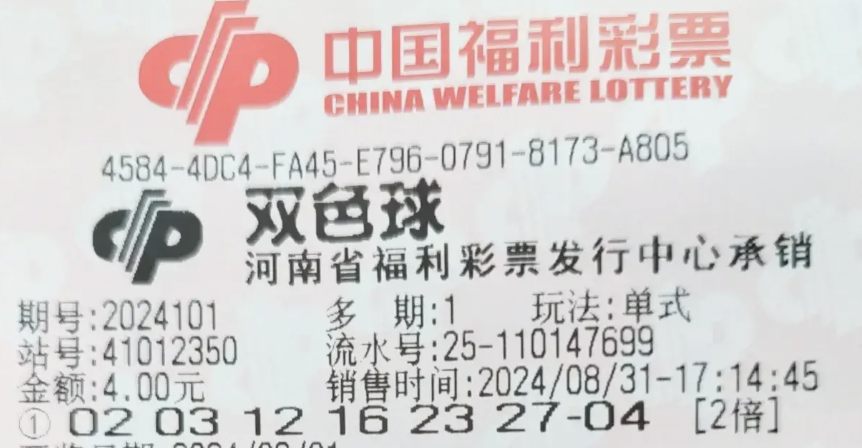 中国福利彩票
CHINA WELFARE LOTTERY
4584-4DC4-FA45-E796-0791-8173-A805
双色球
河南省福利彩票发行中心承销
期号:2024101 多 期:1 玩法:单式
站号:41012350 流水号:25-110147699
金额:4.00元 销售时间:2024/08/31-17:14:45
① 02 03 12 16 23 27-04 [2倍]